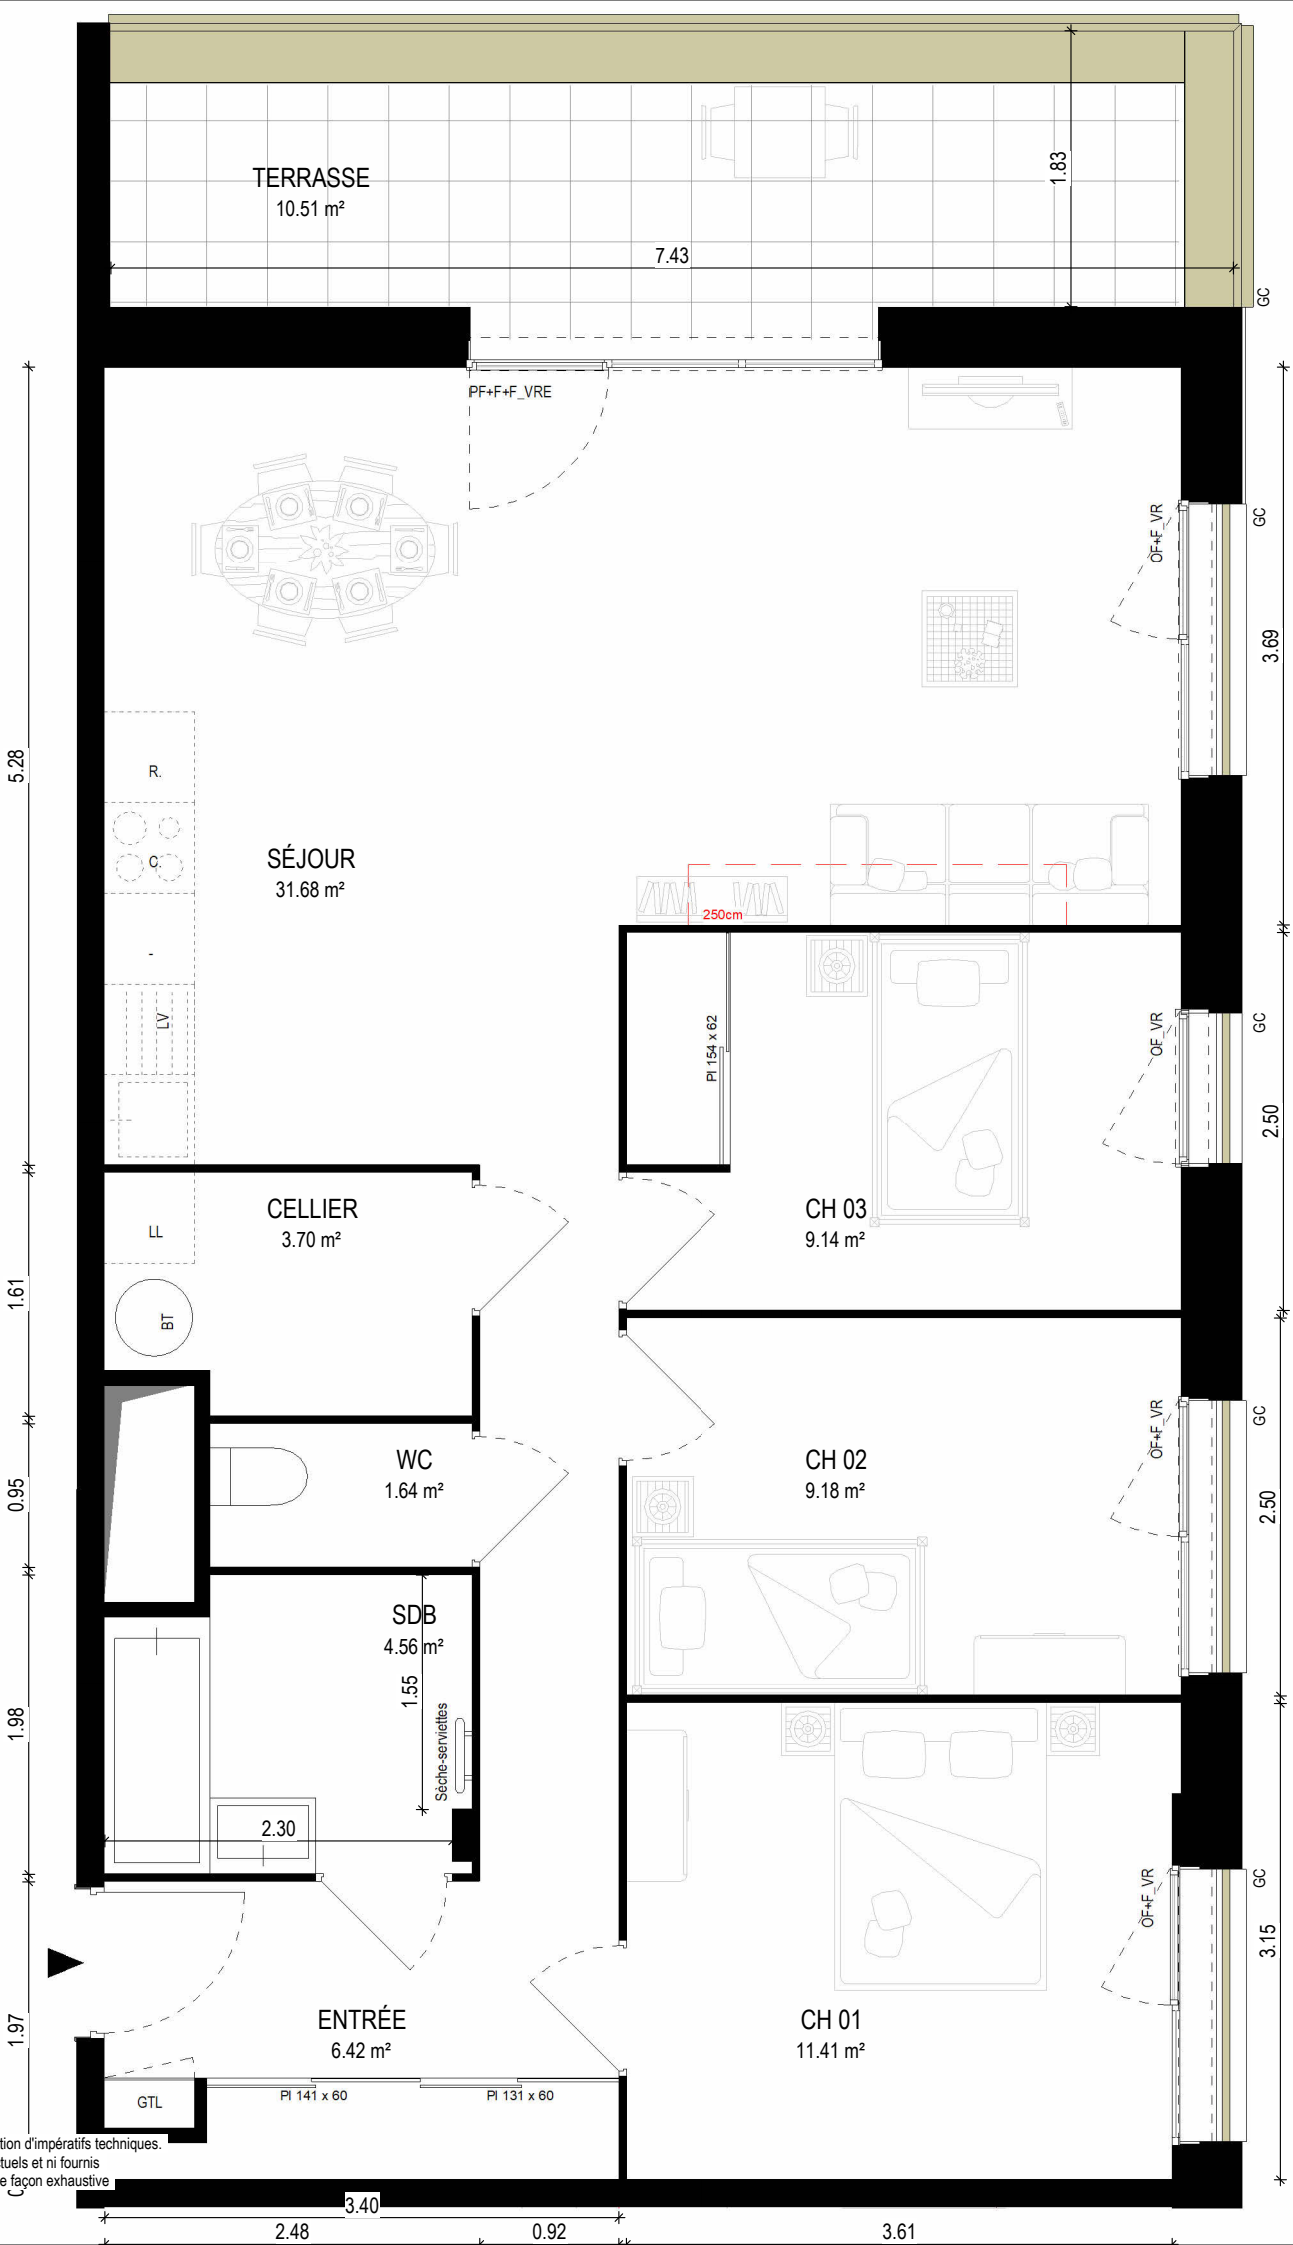 TERRASSE
10.51 m²
1.83
7.43
GC
PF+F+F_VRE
OF+F_VR
GC
3.69
5.28
R.
C.
SÉJOUR
31.68 m²
250cm
-
LV
PI 154 x 62
OF_VR
GC
2.50
CELLIER
3.70 m²
CH 03
9.14 m²
LL
BT
1.61
OF+F_VR
GC
WC
1.64 m²
CH 02
9.18 m²
0.95
2.50
SDB
4.56 m²
1.55
Sèche-serviettes
1.98
2.30
OF+F_VR
GC
3.15
ENTRÉE
6.42 m²
CH 01
11.41 m²
1.97
GTL
PI 141 x 60
PI 131 x 60
tion d'impératifs techniques.
tuels et ni fournis
e façon exhaustive
3.40
2.48
0.92
3.61